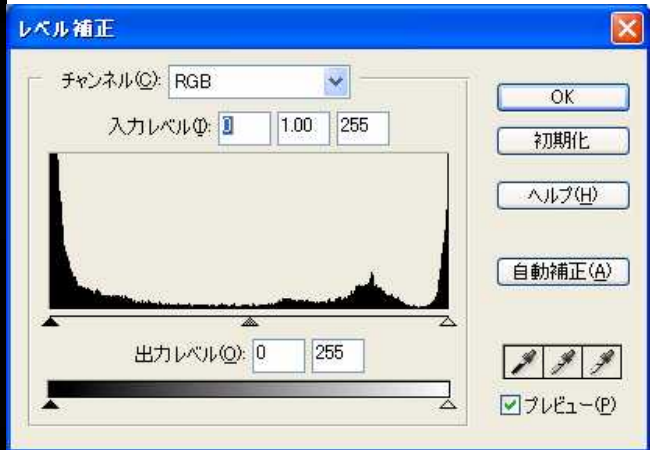 レベル補正
チャンネル(C): RGB
入力レベル(I): 0 1.00 255
出力レベル(O): 0 255
OK
初期化
ヘルプ(H)
自動補正(A)
プレビュー(P)